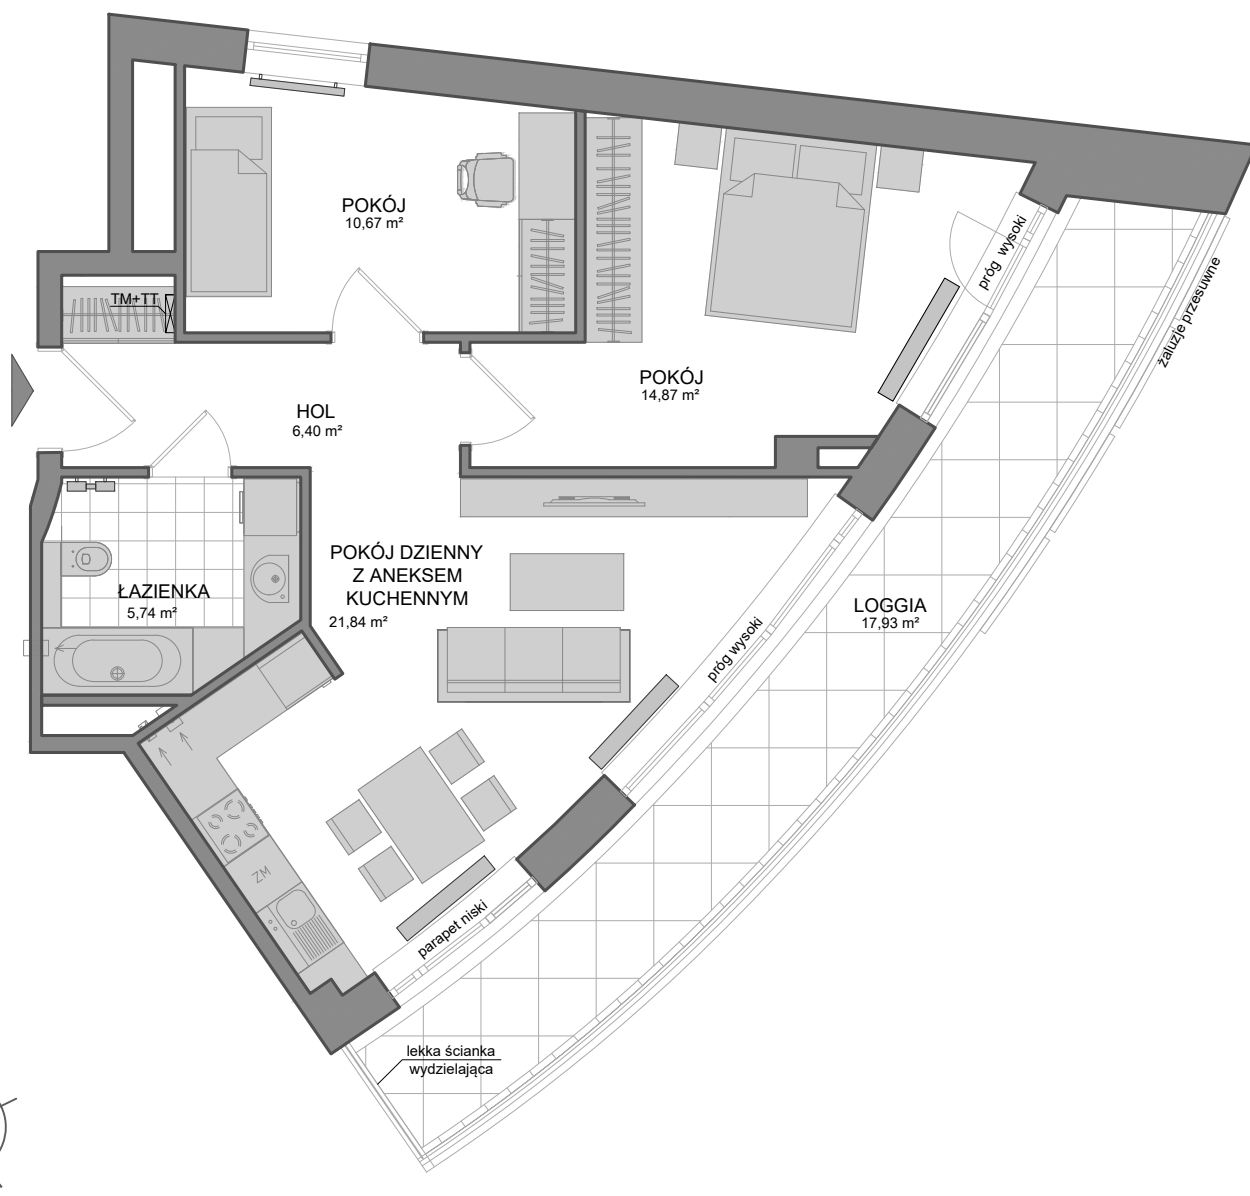 POKÓJ
10,67 m²
TM+TT
próg wysoki
żaluzje przesuwne
POKÓJ
14,87 m²
HOL
6,40 m²
POKÓJ DZIENNY
Z ANEKSEM
KUCHENNYM
21,84 m²
ŁAZIENKA
5,74 m²
LOGGIA
17,93 m²
próg wysoki
ZM
parapet niski
lekka ścianka
wydzielająca